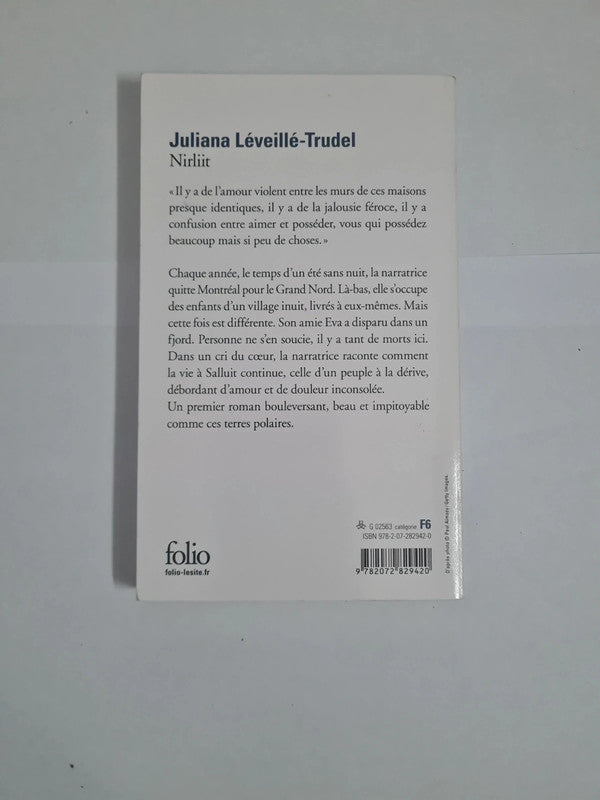 Juliana Léveillé-Trudel
Nirliit
« Il y a de l’amour violent entre les murs de ces maisons
presque identiques, il y a de la jalousie féroce, il y a
confusion entre aimer et posséder, vous qui possédez
beaucoup mais si peu de choses. »
Chaque année, le temps d’un été sans nuit, la narratrice
quitte Montréal pour le Grand Nord. Là-bas, elle s’occupe
des enfants d’un village inuit, livrés à eux-mêmes. Mais
cette fois est différente. Son amie Eva a disparu dans un
fjord. Personne ne s’en soucie, il y a tant de morts ici.
Dans un cri du cœur, la narratrice raconte comment
la vie à Salluit continue, celle d’un peuple à la dérive,
débordant d’amour et de douleur inconsolée.
Un premier roman bouleversant, beau et impitoyable
comme ces terres polaires.
D’après photo © Paul Almasy / Getty Images.
G 02563 catégorie F6
ISBN 978-2-07-282942-0
folio
folio-lesite.fr
9 782072 829420